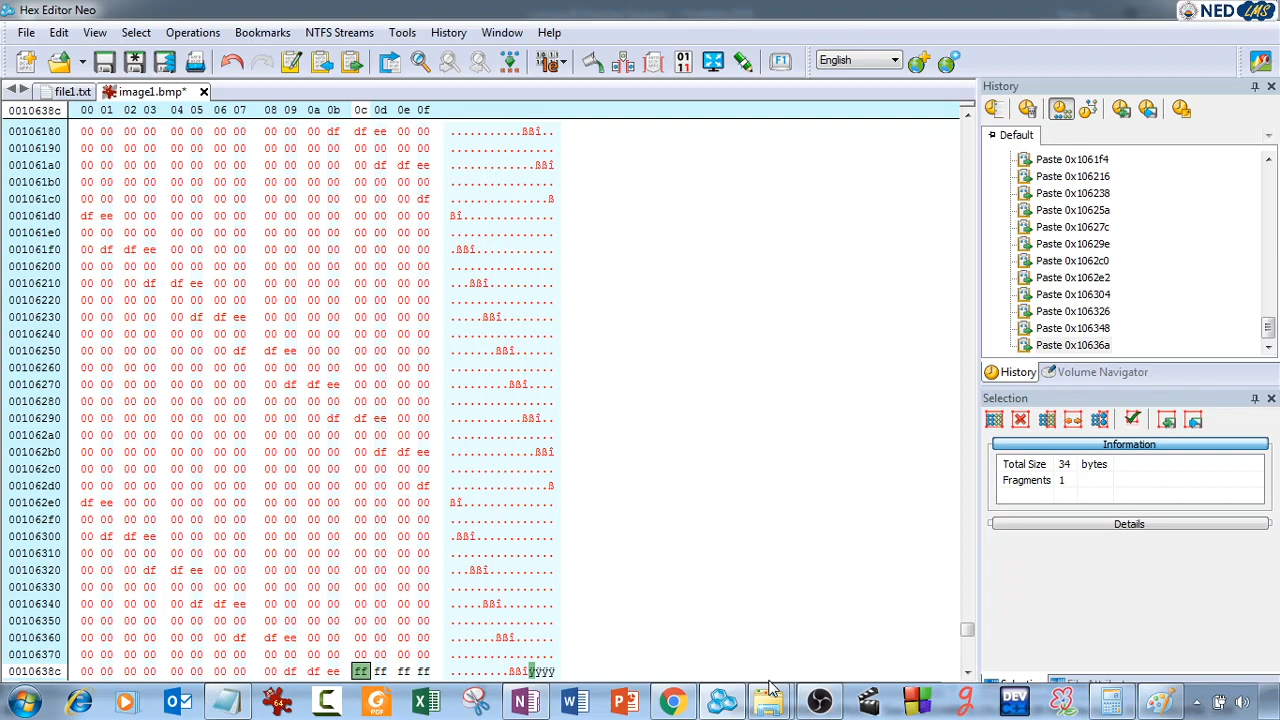 Hex Editor Neo
NED LMS
File Edit View Select Operations Bookmarks NTFS Streams Tools History Window Help
English
file1.txt image1.bmp*
History
0010638c 00 01 02 03 04 05 06 07 08 09 0a 0b 0c 0d 0e 0f
Default
00106180 00 00 00 00 00 00 00 00 00 00 00 df df ee 00 00 ...........ßßî..
00106190 00 00 00 00 00 00 00 00 00 00 00 00 00 00 00 00 ................
001061a0 00 00 00 00 00 00 00 00 00 00 00 00 00 df df ee .............ßßî
001061b0 00 00 00 00 00 00 00 00 00 00 00 00 00 00 00 00 ................
001061c0 00 00 00 00 00 00 00 00 00 00 00 00 00 00 00 df ...............ß
001061d0 df ee 00 00 00 00 00 00 00 00 00 00 00 00 00 00 ßî..............
001061e0 00 00 00 00 00 00 00 00 00 00 00 00 00 00 00 00 ................
001061f0 00 df df ee 00 00 00 00 00 00 00 00 00 00 00 00 .ßßî............
00106200 00 00 00 00 00 00 00 00 00 00 00 00 00 00 00 00 ................
00106210 00 00 00 df df ee 00 00 00 00 00 00 00 00 00 00 ...ßßî..........
00106220 00 00 00 00 00 00 00 00 00 00 00 00 00 00 00 00 ................
00106230 00 00 00 00 00 df df ee 00 00 00 00 00 00 00 00 .....ßßî........
00106240 00 00 00 00 00 00 00 00 00 00 00 00 00 00 00 00 ................
00106250 00 00 00 00 00 00 00 df df ee 00 00 00 00 00 00 .......ßßî......
00106260 00 00 00 00 00 00 00 00 00 00 00 00 00 00 00 00 ................
00106270 00 00 00 00 00 00 00 00 00 df df ee 00 00 00 00 .........ßßî....
00106280 00 00 00 00 00 00 00 00 00 00 00 00 00 00 00 00 ................
00106290 00 00 00 00 00 00 00 00 00 00 00 df df ee 00 00 ...........ßßî..
001062a0 00 00 00 00 00 00 00 00 00 00 00 00 00 00 00 00 ................
001062b0 00 00 00 00 00 00 00 00 00 00 00 00 00 df df ee .............ßßî
001062c0 00 00 00 00 00 00 00 00 00 00 00 00 00 00 00 00 ................
001062d0 00 00 00 00 00 00 00 00 00 00 00 00 00 00 00 df ...............ß
001062e0 df ee 00 00 00 00 00 00 00 00 00 00 00 00 00 00 ßî..............
001062f0 00 00 00 00 00 00 00 00 00 00 00 00 00 00 00 00 ................
00106300 00 df df ee 00 00 00 00 00 00 00 00 00 00 00 00 .ßßî............
00106310 00 00 00 00 00 00 00 00 00 00 00 00 00 00 00 00 ................
00106320 00 00 00 df df ee 00 00 00 00 00 00 00 00 00 00 ...ßßî..........
00106330 00 00 00 00 00 00 00 00 00 00 00 00 00 00 00 00 ................
00106340 00 00 00 00 00 df df ee 00 00 00 00 00 00 00 00 .....ßßî........
00106350 00 00 00 00 00 00 00 00 00 00 00 00 00 00 00 00 ................
00106360 00 00 00 00 00 00 00 df df ee 00 00 00 00 00 00 .......ßßî......
00106370 00 00 00 00 00 00 00 00 00 00 00 00 00 00 00 00 ................
0010638c 00 00 00 00 00 00 00 00 00 df df ee ff ff ff ff .........ßßîÿÿÿÿ
Paste 0x1061f4
Paste 0x106216
Paste 0x106238
Paste 0x10625a
Paste 0x10627c
Paste 0x10629e
Paste 0x1062c0
Paste 0x1062e2
Paste 0x106304
Paste 0x106326
Paste 0x106348
Paste 0x10636a
History Volume Navigator
Selection
Information
Total Size 34 bytes
Fragments 1
Details